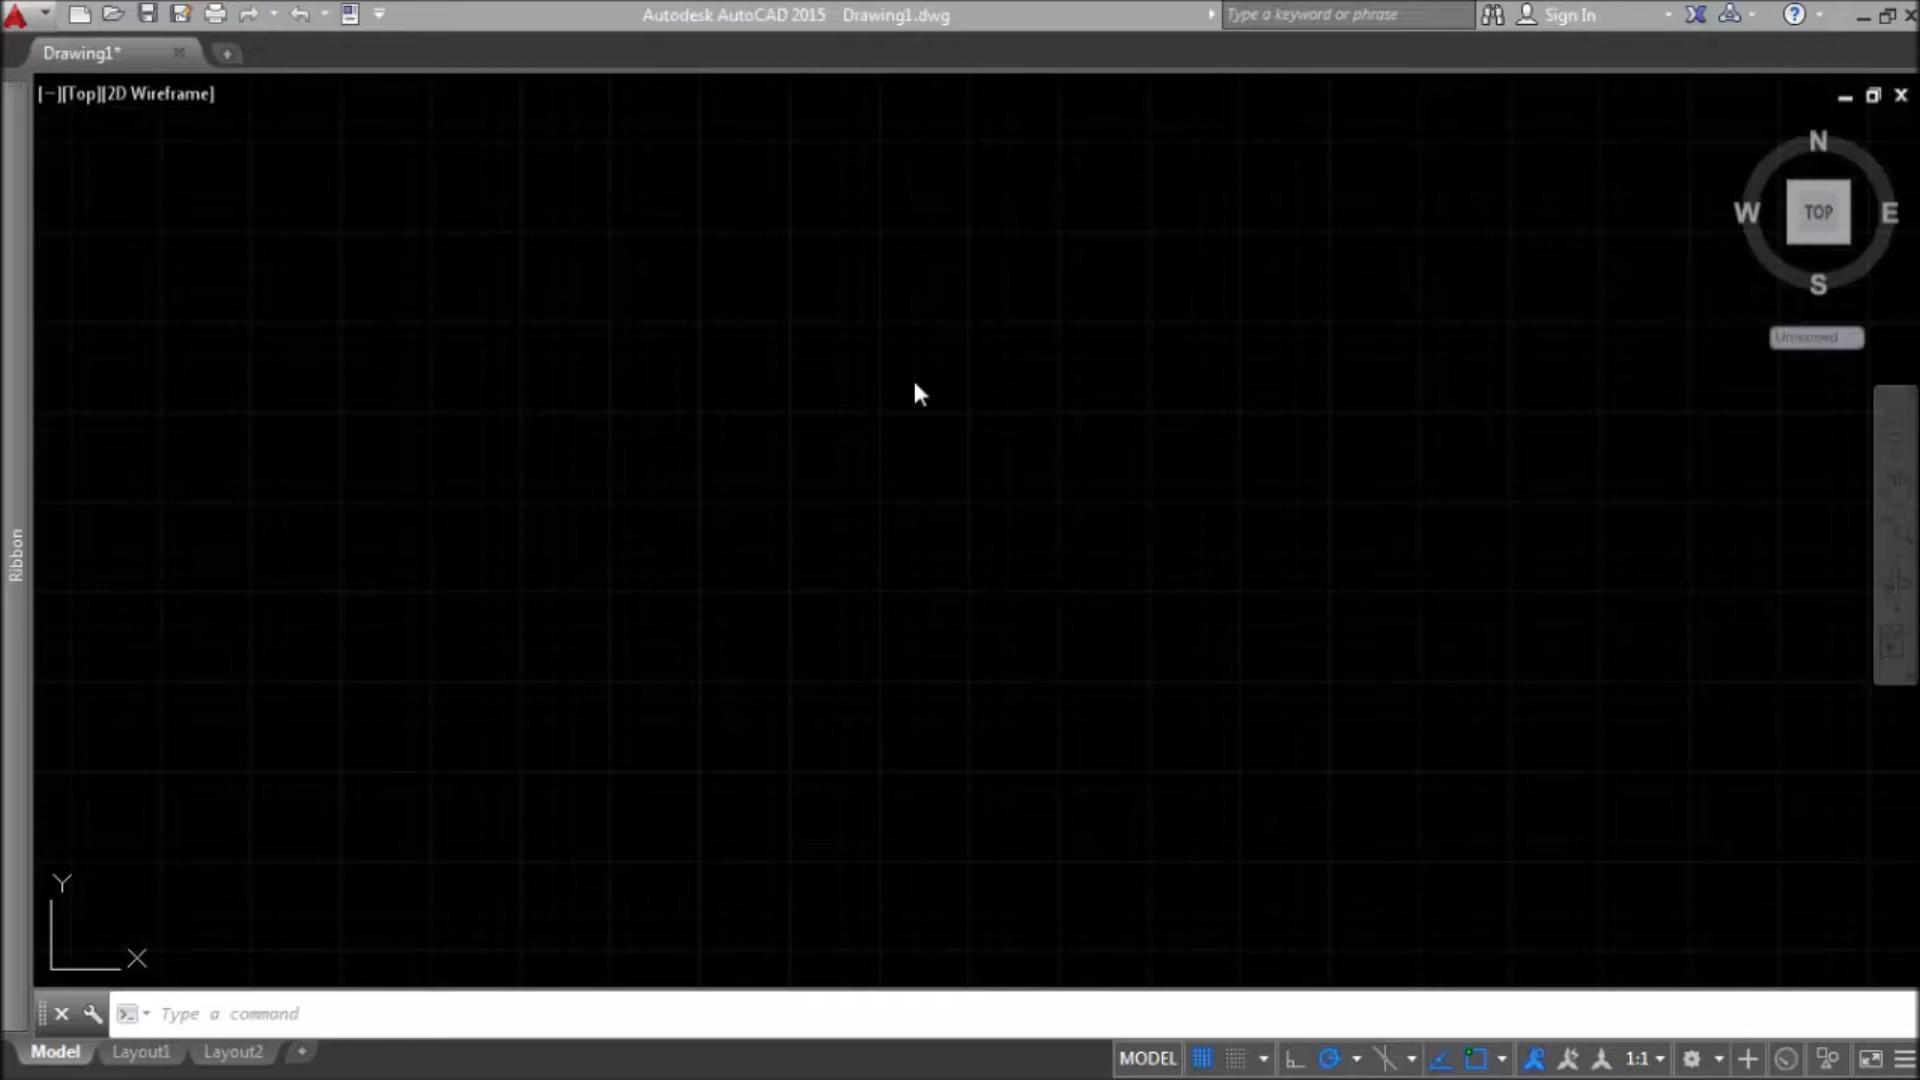 Autodesk AutoCAD 2015 Drawing1.dwg
Type a keyword or phrase
Sign In
Drawing1*
[−][Top][2D Wireframe]
N
W
TOP
E
S
Unnamed
Ribbon
Y
X
Type a command
Model
Layout1
Layout2
MODEL
1:1